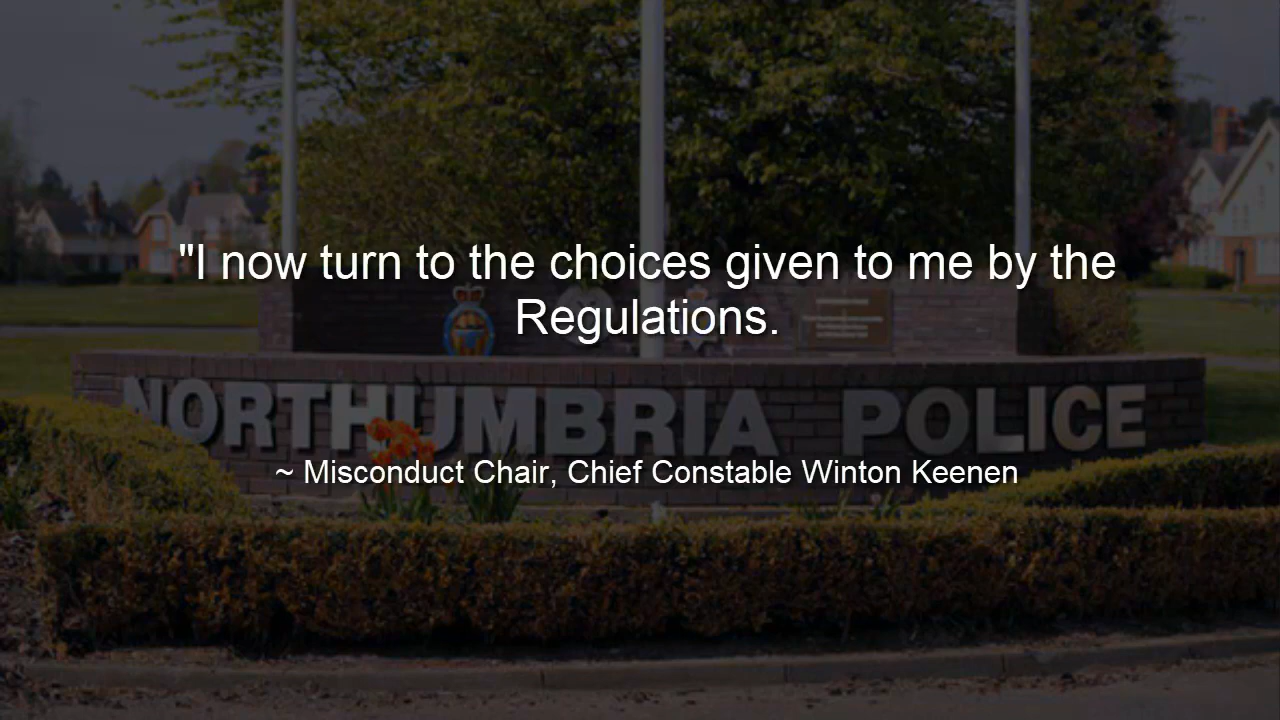 "I now turn to the choices given to me by the
Regulations.
NORTHUMBRIA POLICE
~ Misconduct Chair, Chief Constable Winton Keenen